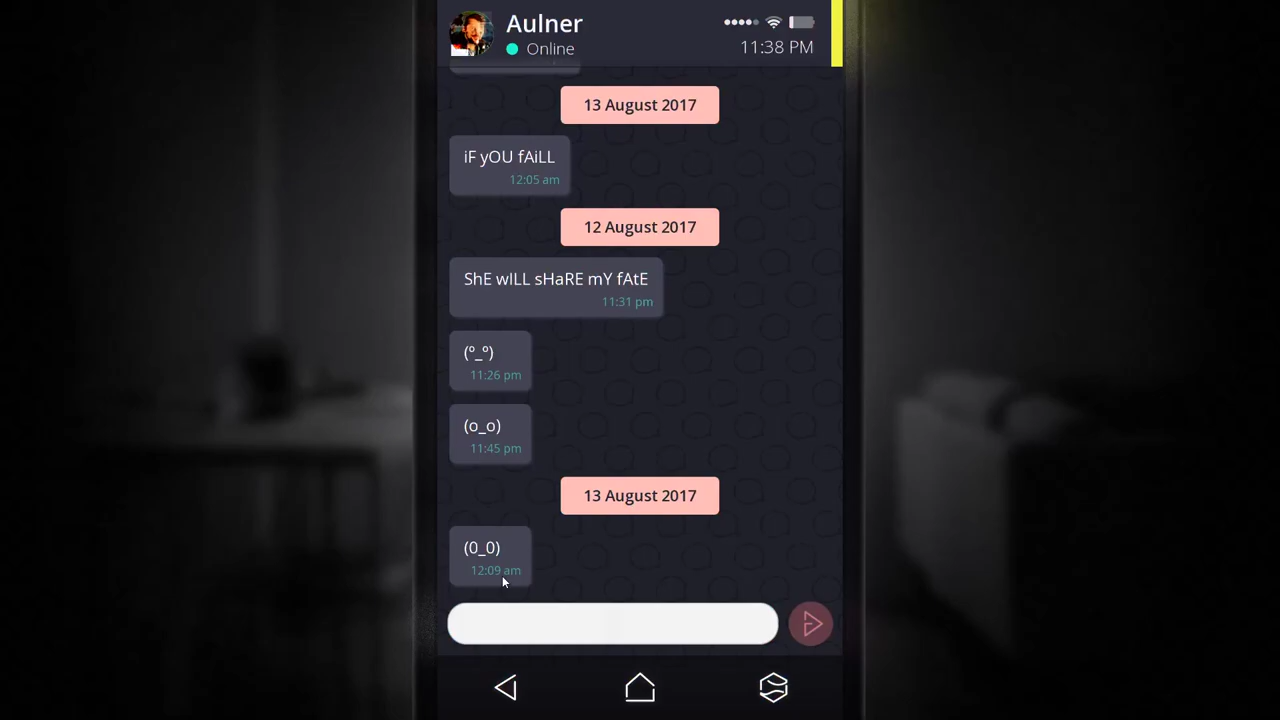 Aulner
Online
11:38 PM
13 August 2017
iF yOU fAiLL
12:05 am
12 August 2017
ShE wILL sHaRE mY fAtE
11:31 pm
(º_º)
11:26 pm
(o_o)
11:45 pm
13 August 2017
(0_0)
12:09 am